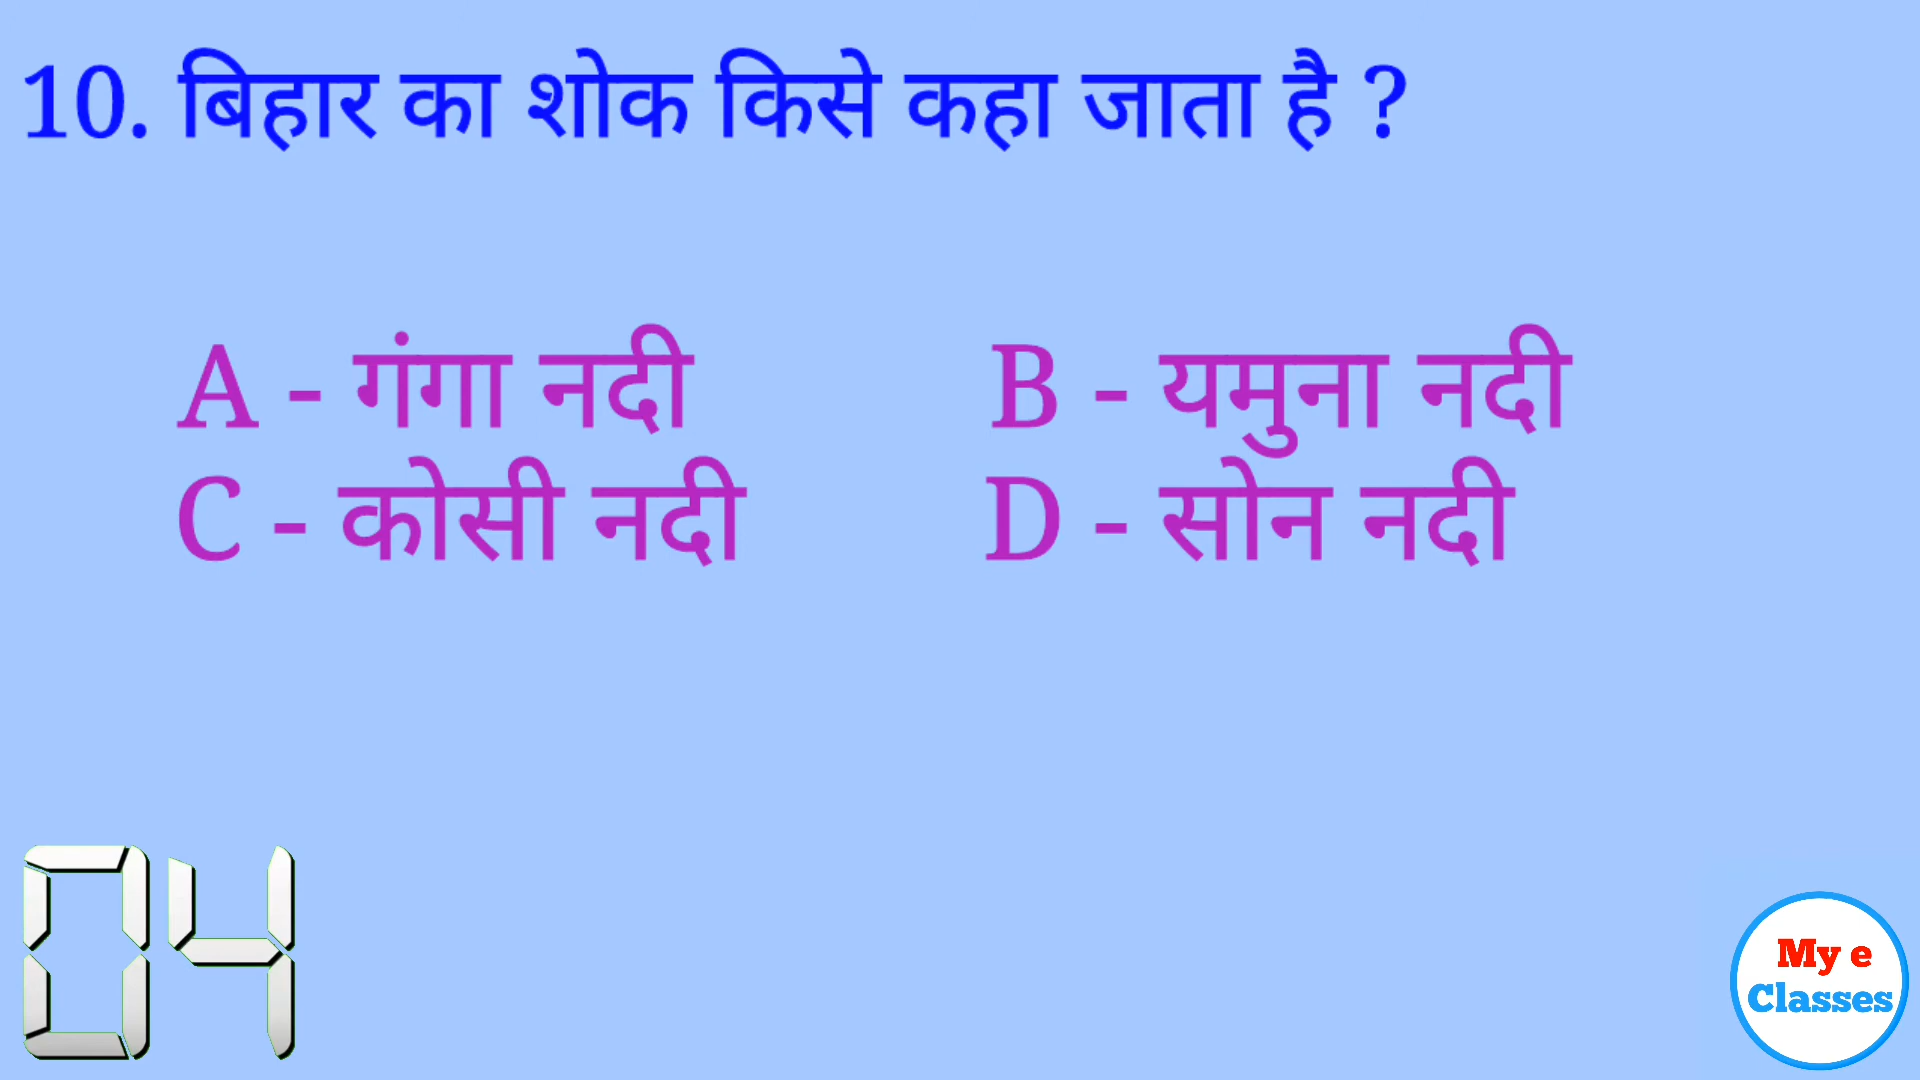 10. बिहार का शोक किसे कहा जाता है ?
A - गंगा नदी B - यमुना नदी
C - कोसी नदी D - सोन नदी
04
My e
Classes